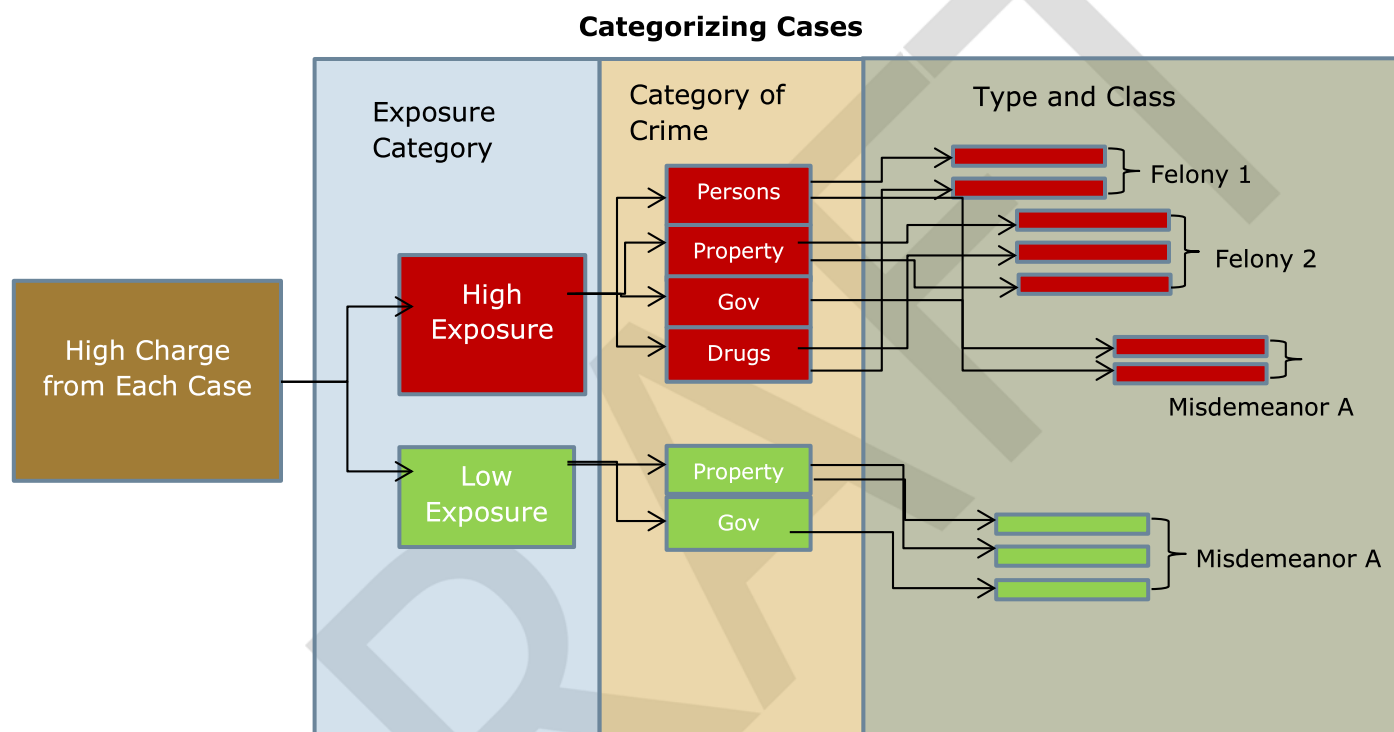 Categorizing Cases
Exposure
Category
Category of
Crime
Type and Class
High Charge
from Each Case
High
Exposure
Low
Exposure
Persons
Property
Gov
Drugs
Property
Gov
Felony 1
Felony 2
Misdemeanor A
Misdemeanor A